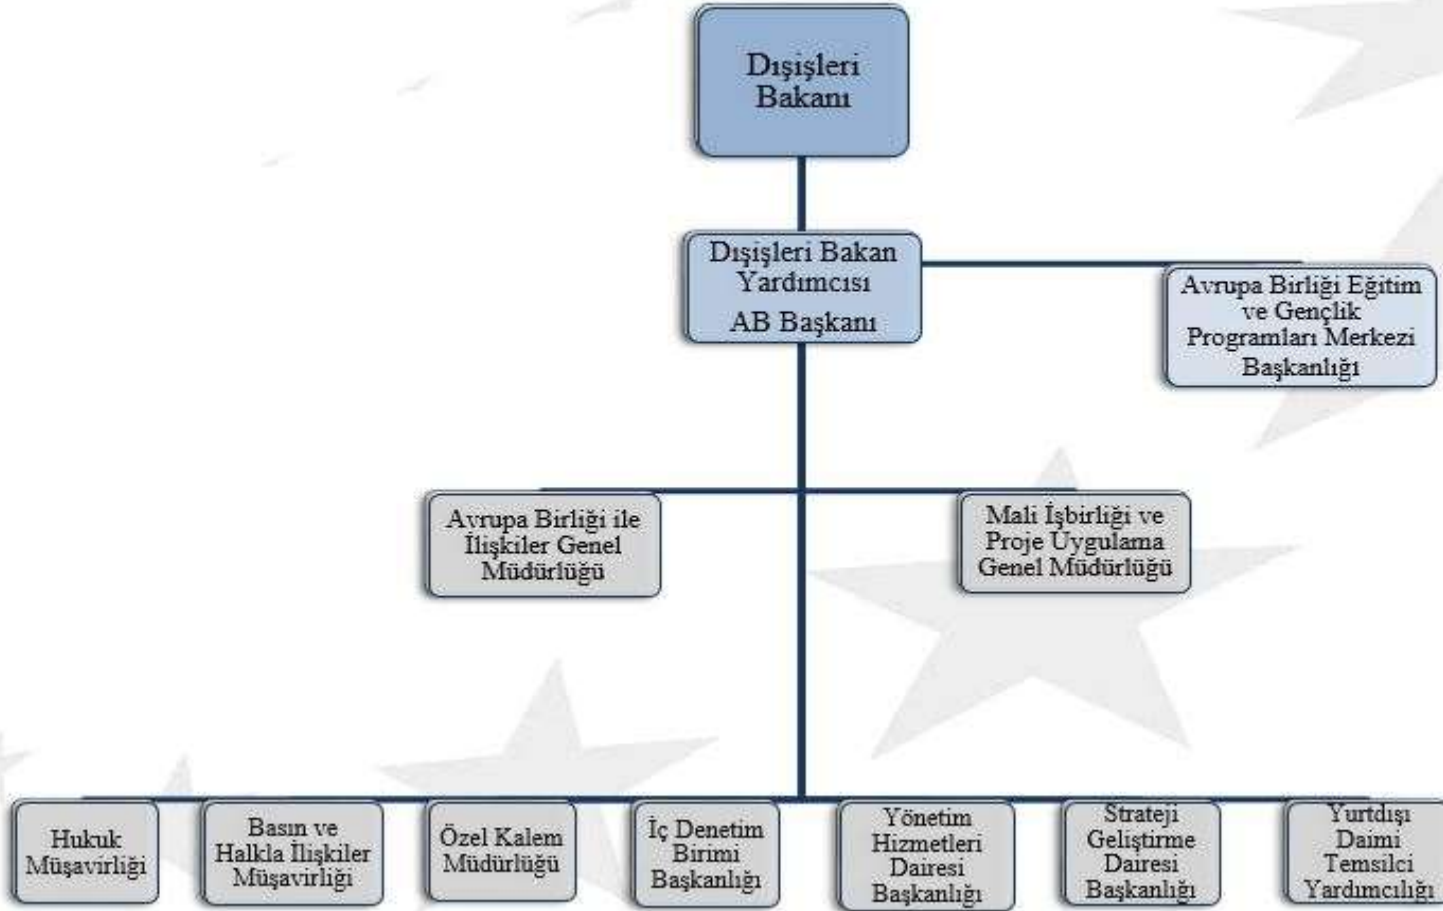 Dışişleri
Bakanı
Dışişleri Bakan
Yardımcısı
AB Başkanı
Avrupa Birliği Eğitim
ve Gençlik
Programları Merkezi
Başkanlığı
Avrupa Birliği ile
İlişkiler Genel
Müdürlüğü
Mali İşbirliği ve
Proje Uygulama
Genel Müdürlüğü
Hukuk
Müşavirliği
Basın ve
Halkla İlişkiler
Müşavirliği
Özel Kalem
Müdürlüğü
İç Denetim
Birimi
Başkanlığı
Yönetim
Hizmetleri
Dairesi
Başkanlığı
Strateji
Geliştirme
Dairesi
Başkanlığı
Yurtdışı
Daimi
Temsilci
Yardımcılığı